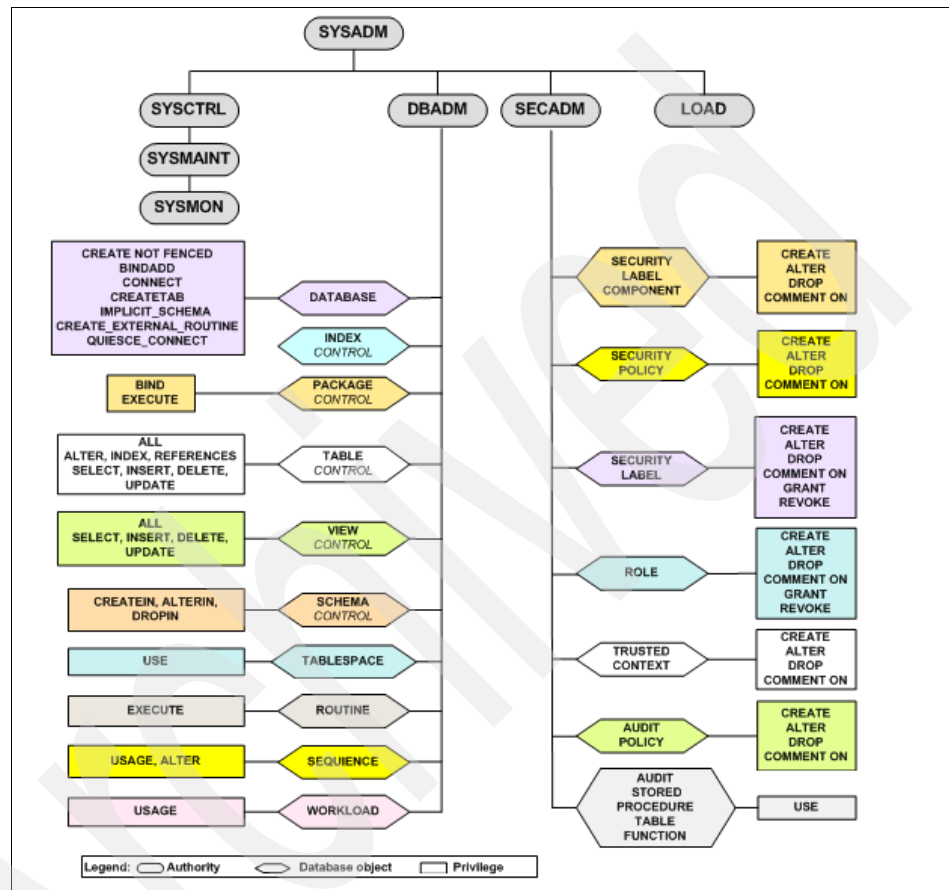 SYSADM
SYSCTRL
DBADM
SECADM
LOAD
SYSMAINT
SYSMON
CREATE NOT FENCED
BINDADD
CONNECT
CREATETAB
IMPLICIT_SCHEMA
CREATE_EXTERNAL_ROUTINE
QUIESCE_CONNECT
DATABASE
INDEX
CONTROL
BIND
EXECUTE
PACKAGE
CONTROL
ALL
ALTER, INDEX, REFERENCES
SELECT, INSERT, DELETE,
UPDATE
TABLE
CONTROL
ALL
SELECT, INSERT, DELETE,
UPDATE
VIEW
CONTROL
CREATEIN, ALTERIN,
DROPIN
SCHEMA
CONTROL
USE
TABLESPACE
EXECUTE
ROUTINE
USAGE, ALTER
SEQUIENCE
USAGE
WORKLOAD
SECURITY
LABEL
COMPONENT
CREATE
ALTER
DROP
COMMENT ON
SECURITY
POLICY
CREATE
ALTER
DROP
COMMENT ON
SECURITY
LABEL
CREATE
ALTER
DROP
COMMENT ON
GRANT
REVOKE
ROLE
CREATE
ALTER
DROP
COMMENT ON
GRANT
REVOKE
TRUSTED
CONTEXT
CREATE
ALTER
DROP
COMMENT ON
AUDIT
POLICY
CREATE
ALTER
DROP
COMMENT ON
AUDIT
STORED
PROCEDURE
TABLE
FUNCTION
USE
Legend: Authority Database object Privilege
Archived